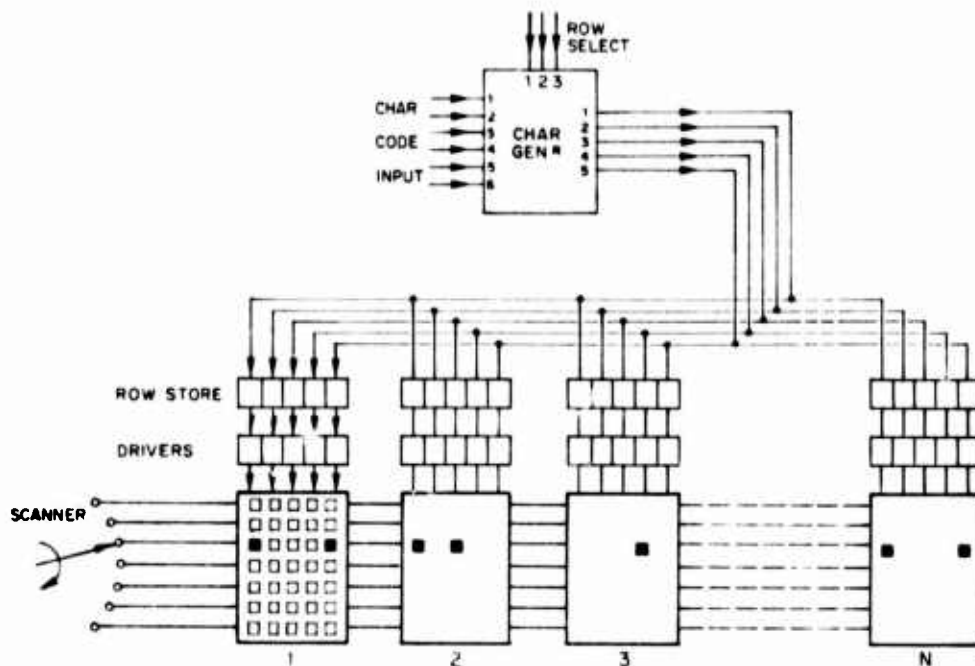 ROW
SELECT
1 2 3
CHAR
CODE
INPUT
1
2
3
4
5
6
CHAR
GENR
1
2
3
4
5
ROW STORE
DRIVERS
SCANNER
1 2 3 N